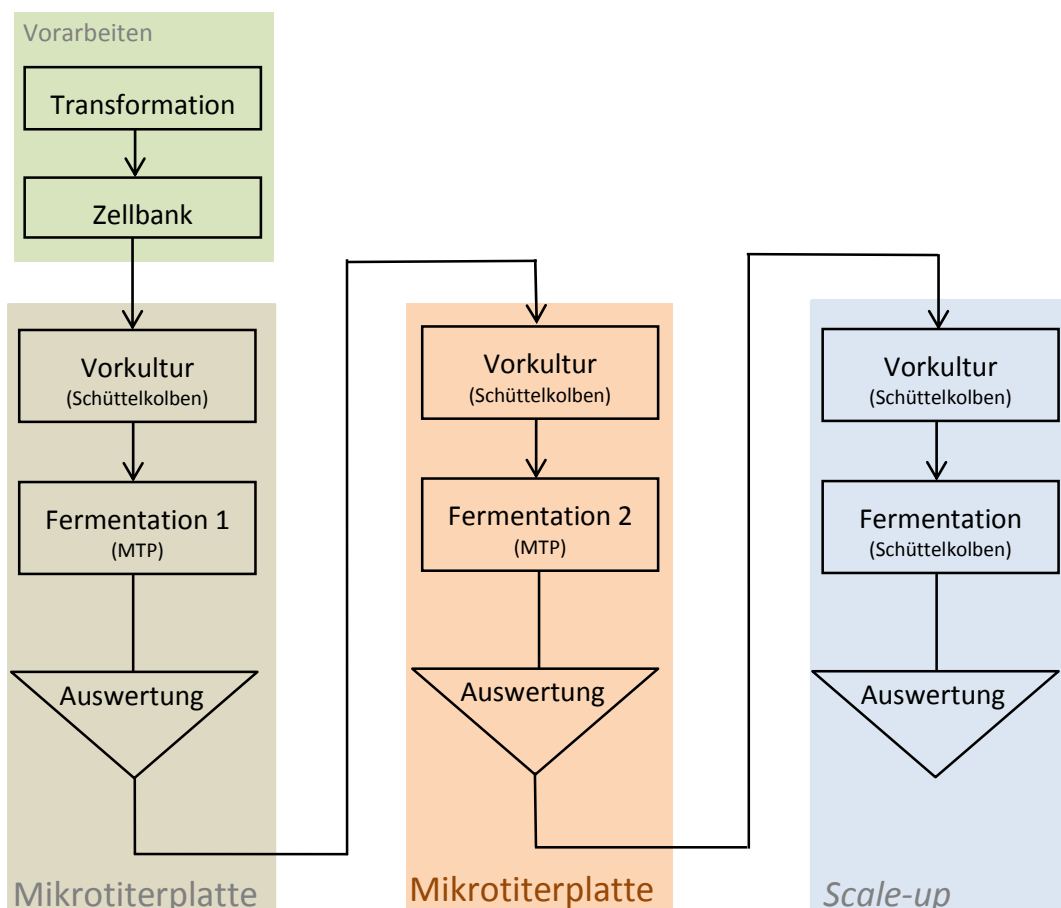 Vorarbeiten
Transformation
Zellbank
Vorkultur
(Schüttelkolben)
Fermentation 1
(MTP)
Auswertung
Mikrotiterplatte
Vorkultur
(Schüttelkolben)
Fermentation 2
(MTP)
Auswertung
Mikrotiterplatte
Vorkultur
(Schüttelkolben)
Fermentation
(Schüttelkolben)
Auswertung
Scale-up